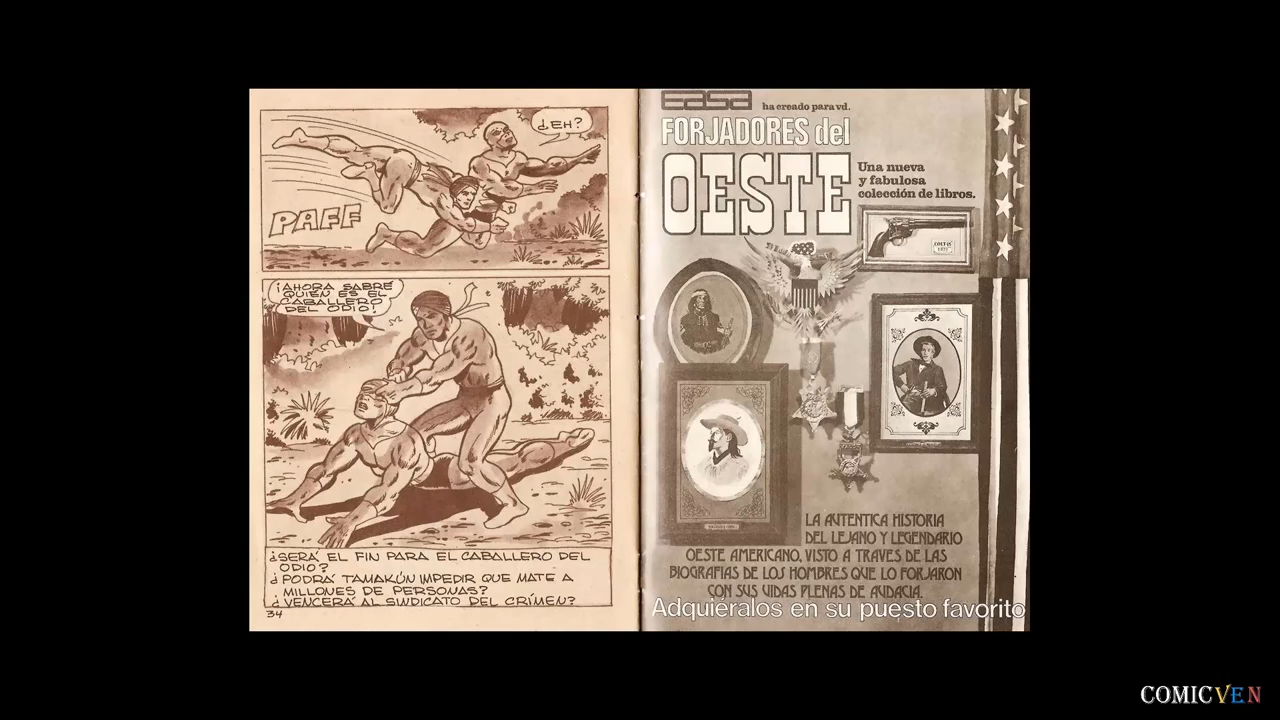 ¿EH?
PAFF
¡AHORA SABRÉ
QUIEN ES EL
CABALLERO
DEL ODIO!
¿SERÁ EL FIN PARA EL CABALLERO DEL
ODIO?
¿PODRÁ TAMAKÚN IMPEDIR QUE MATE A
MILLONES DE PERSONAS?
¿VENCERÁ AL SINDICATO DEL CRÍMEN?
34
easa
ha creado para vd.
FORJADORES del
OESTE
Una nueva
y fabulosa
colección de libros.
LA AUTENTICA HISTORIA
DEL LEJANO Y LEGENDARIO
OESTE AMERICANO, VISTO A TRAVES DE LAS
BIOGRAFIAS DE LOS HOMBRES QUE LO FORJARON
CON SUS VIDAS PLENAS DE AUDACIA.
Adquiéralos en su puesto favorito
COMICVEN